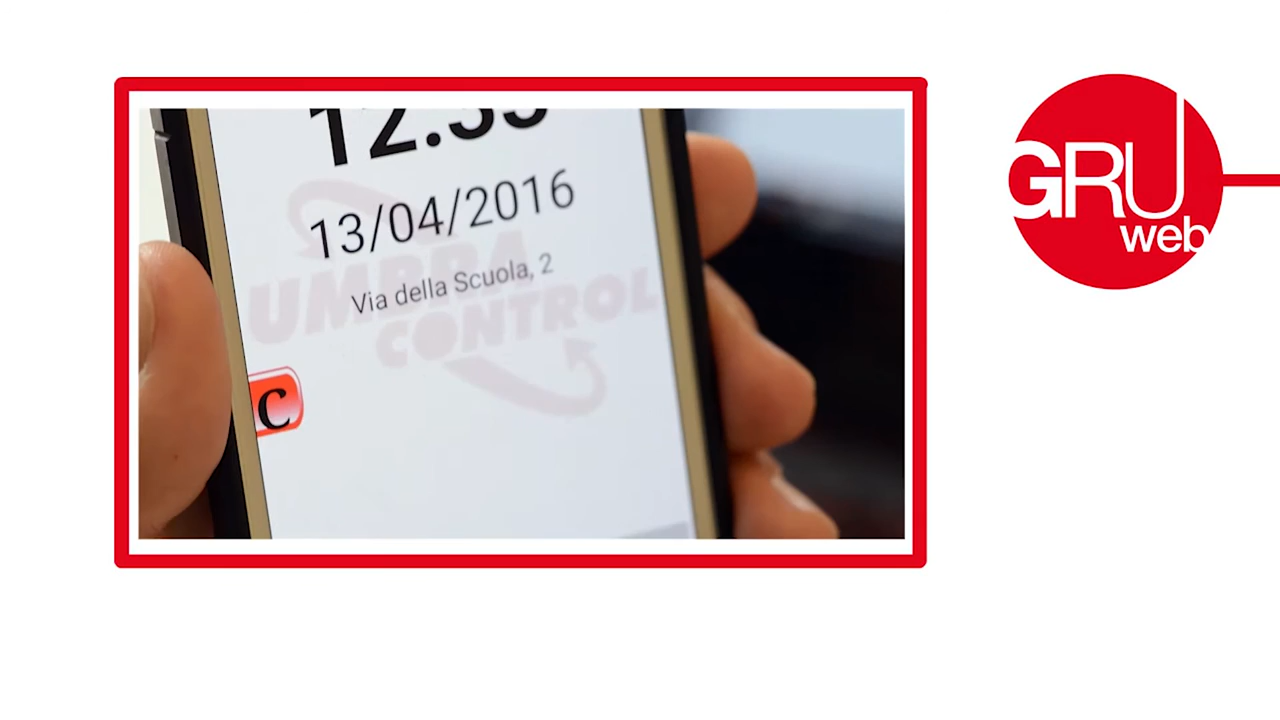 13/04/2016
Via della Scuola, 2
UMBRA
CONTROL
C
GRU
web